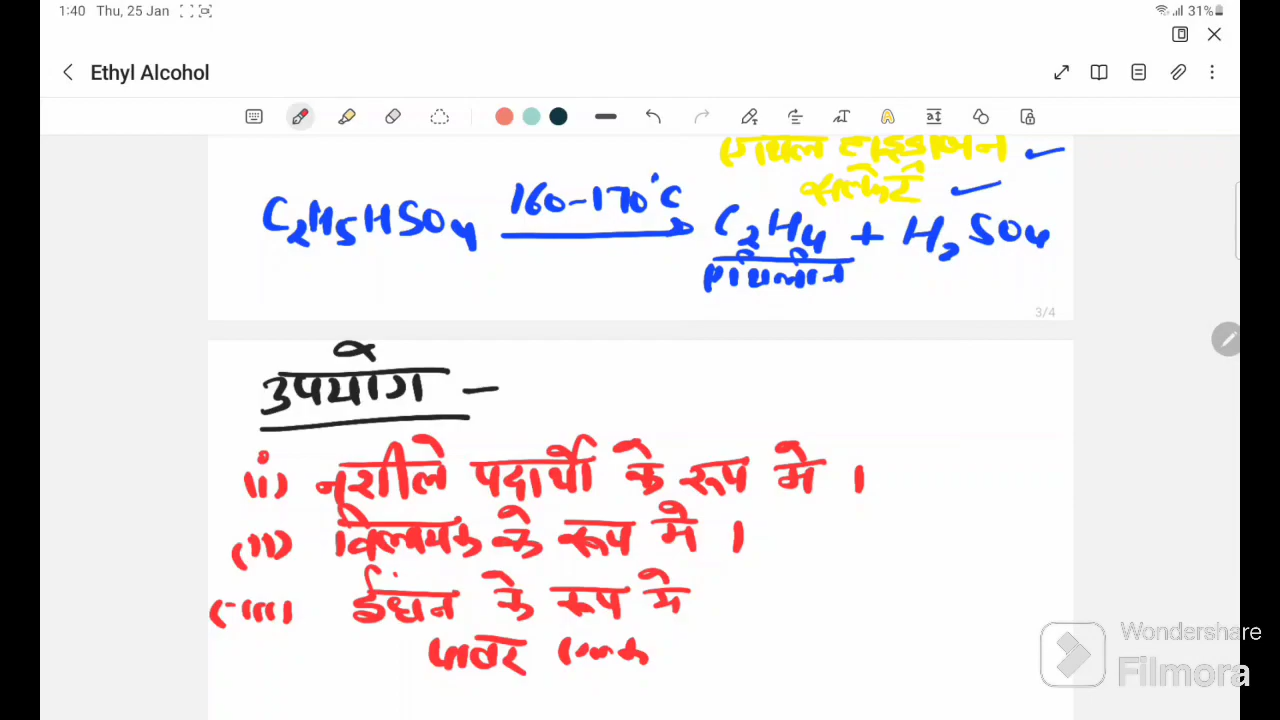 1:40 Thu, 25 Jan
31%
Ethyl Alcohol
एथिल हाइड्रोजन
सल्फेट
C₂H₅HSO₄ 160-170°C → C₂H₄ + H₂SO₄
3/4
उपयोग -
(i) नशीले पदार्थो के रूप मे ।
(ii) विलायक के रूप मे ।
(iii) ईंधन के रूप मे
पावर
Wondershare
Filmora